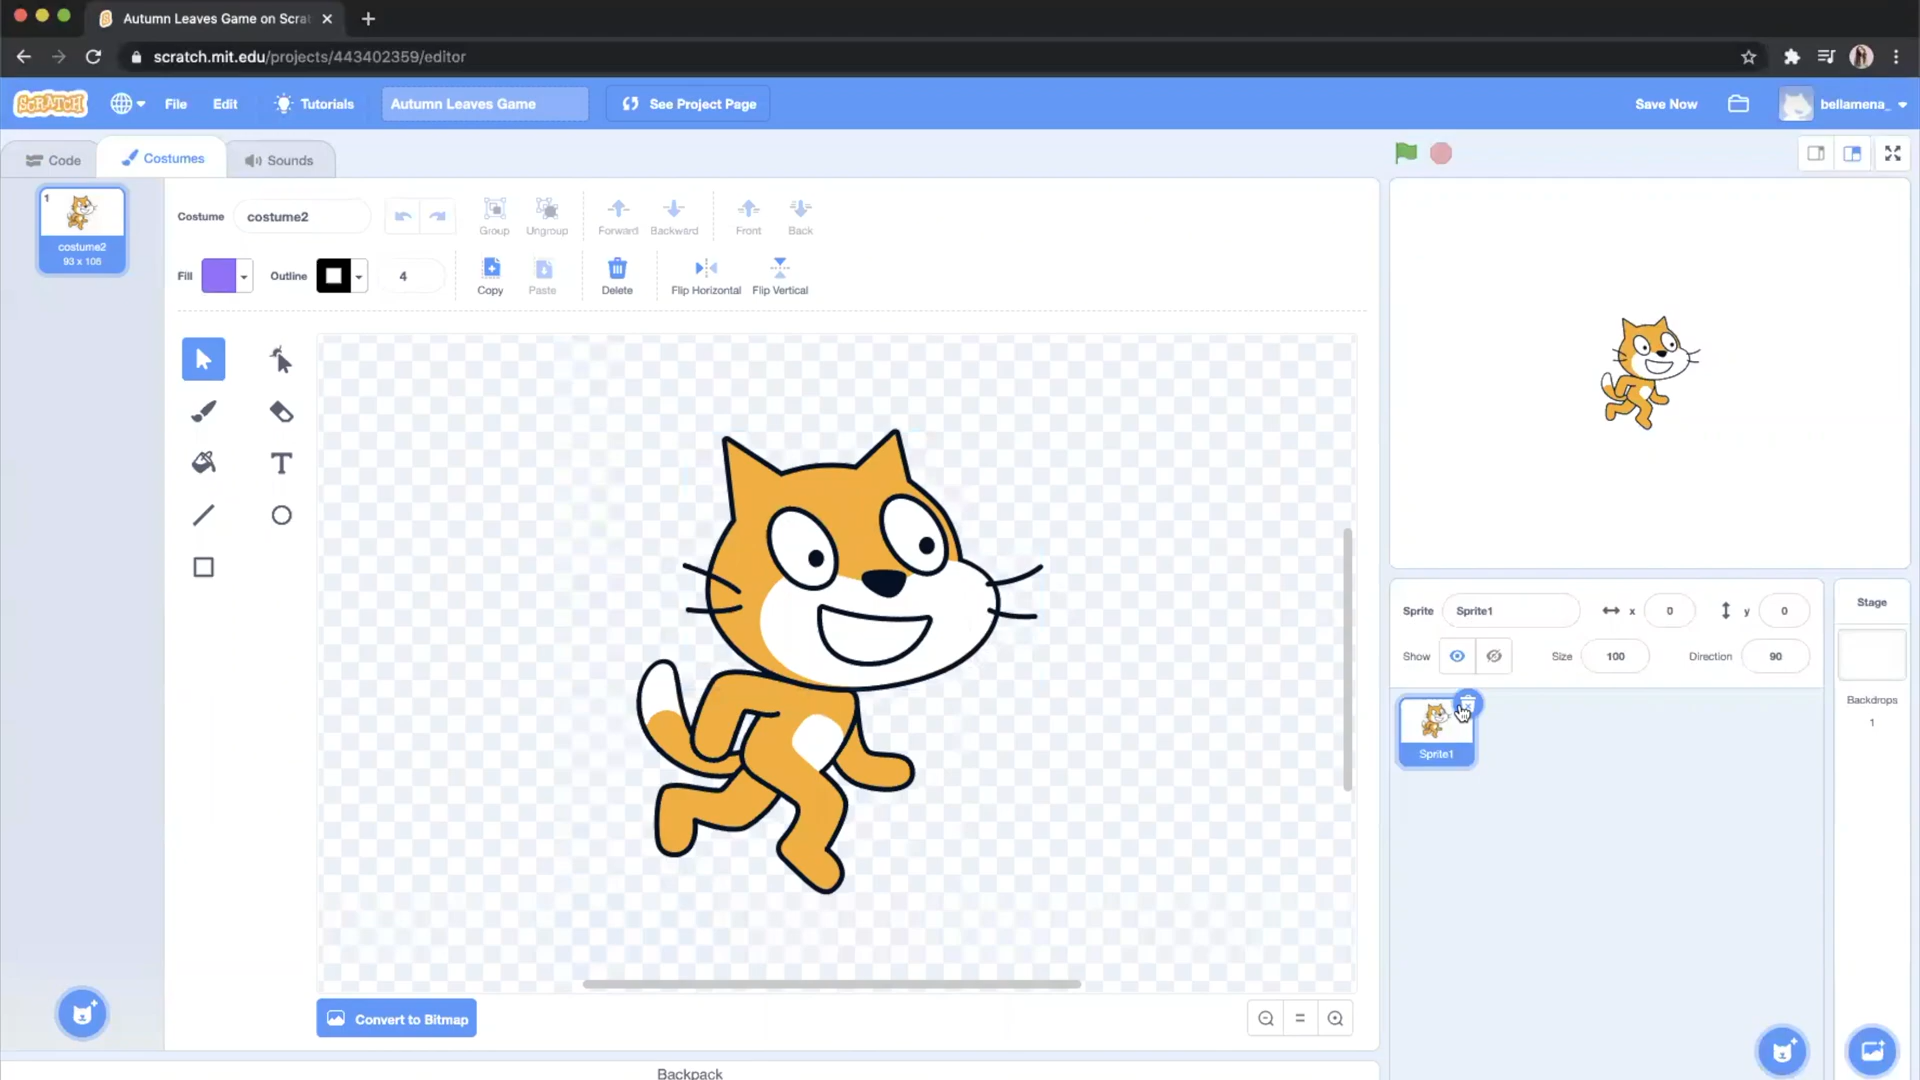 Autumn Leaves Game on Scrat
scratch.mit.edu/projects/443402359/editor
SCRATCH
File
Edit
Tutorials
Autumn Leaves Game
See Project Page
Save Now
bellamena_
Code
Costumes
Sounds
1
costume2
93 x 106
Costume
costume2
Group
Ungroup
Forward
Backward
Front
Back
Fill
Outline
4
Copy
Paste
Delete
Flip Horizontal
Flip Vertical
T
Convert to Bitmap
=
Backpack
Sprite
Sprite1
x
0
y
0
Show
Size
100
Direction
90
Sprite1
Stage
Backdrops
1